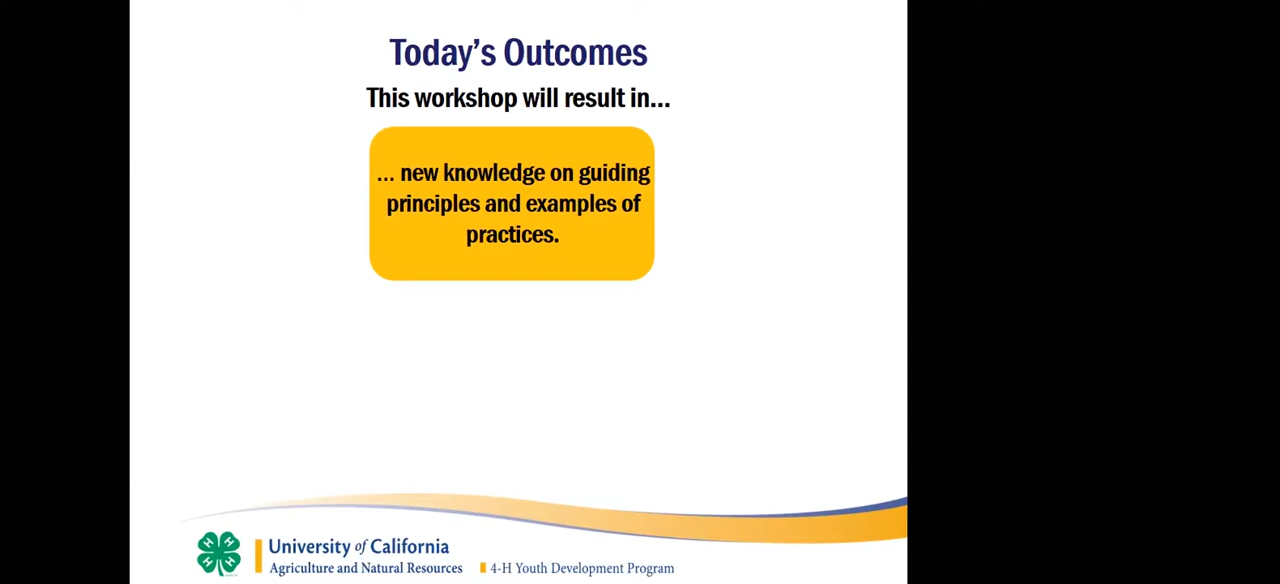 Today’s Outcomes
This workshop will result in...
... new knowledge on guiding
principles and examples of
practices.
H H H H
University of California
Agriculture and Natural Resources
4-H Youth Development Program